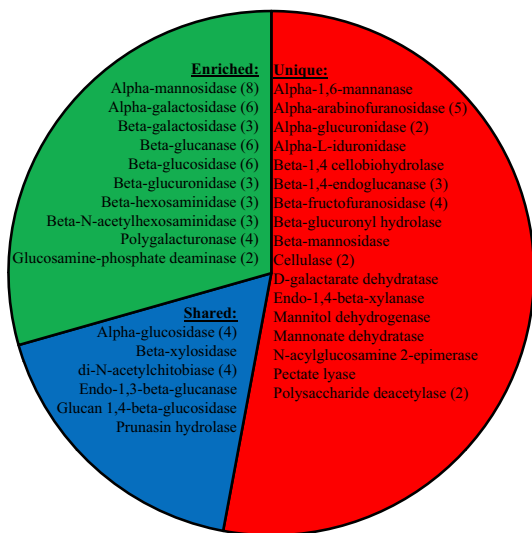 Enriched:
Alpha-mannosidase (8)
Alpha-galactosidase (6)
Beta-galactosidase (3)
Beta-glucanase (6)
Beta-glucosidase (6)
Beta-glucuronidase (3)
Beta-hexosaminidase (3)
Beta-N-acetylhexosaminidase (3)
Polygalacturonase (4)
Glucosamine-phosphate deaminase (2)
Shared:
Alpha-glucosidase (4)
Beta-xylosidase
di-N-acetylchitobiase (4)
Endo-1,3-beta-glucanase
Glucan 1,4-beta-glucosidase
Prunasin hydrolase
Unique:
Alpha-1,6-mannanase
Alpha-arabinofuranosidase (5)
Alpha-glucuronidase (2)
Alpha-L-iduronidase
Beta-1,4 cellobiohydrolase
Beta-1,4-endoglucanase (3)
Beta-fructofuranosidase (4)
Beta-glucuronyl hydrolase
Beta-mannosidase
Cellulase (2)
D-galactarate dehydratase
Endo-1,4-beta-xylanase
Mannitol dehydrogenase
Mannonate dehydratase
N-acylglucosamine 2-epimerase
Pectate lyase
Polysaccharide deacetylase (2)